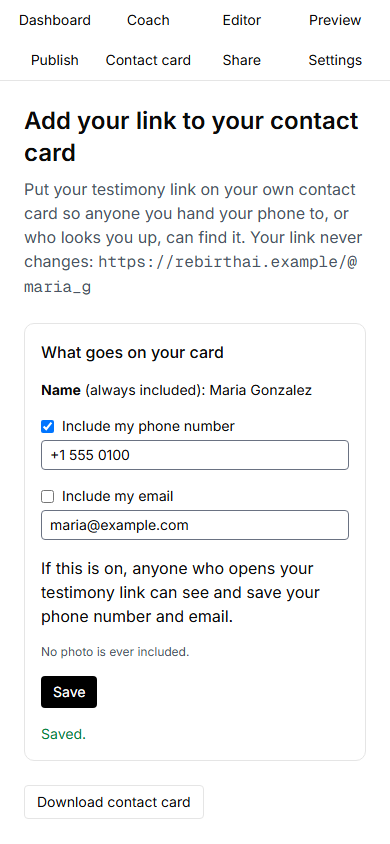 Dashboard Coach Editor Preview
Publish Contact card Share Settings
Add your link to your contact
card
Put your testimony link on your own contact
card so anyone you hand your phone to, or
who looks you up, can find it. Your link never
changes: https://rebirthai.example/@
maria_g
What goes on your card
Name (always included): Maria Gonzalez
Include my phone number
+1 555 0100
Include my email
maria@example.com
If this is on, anyone who opens your
testimony link can see and save your
phone number and email.
No photo is ever included.
Save
Saved.
Download contact card